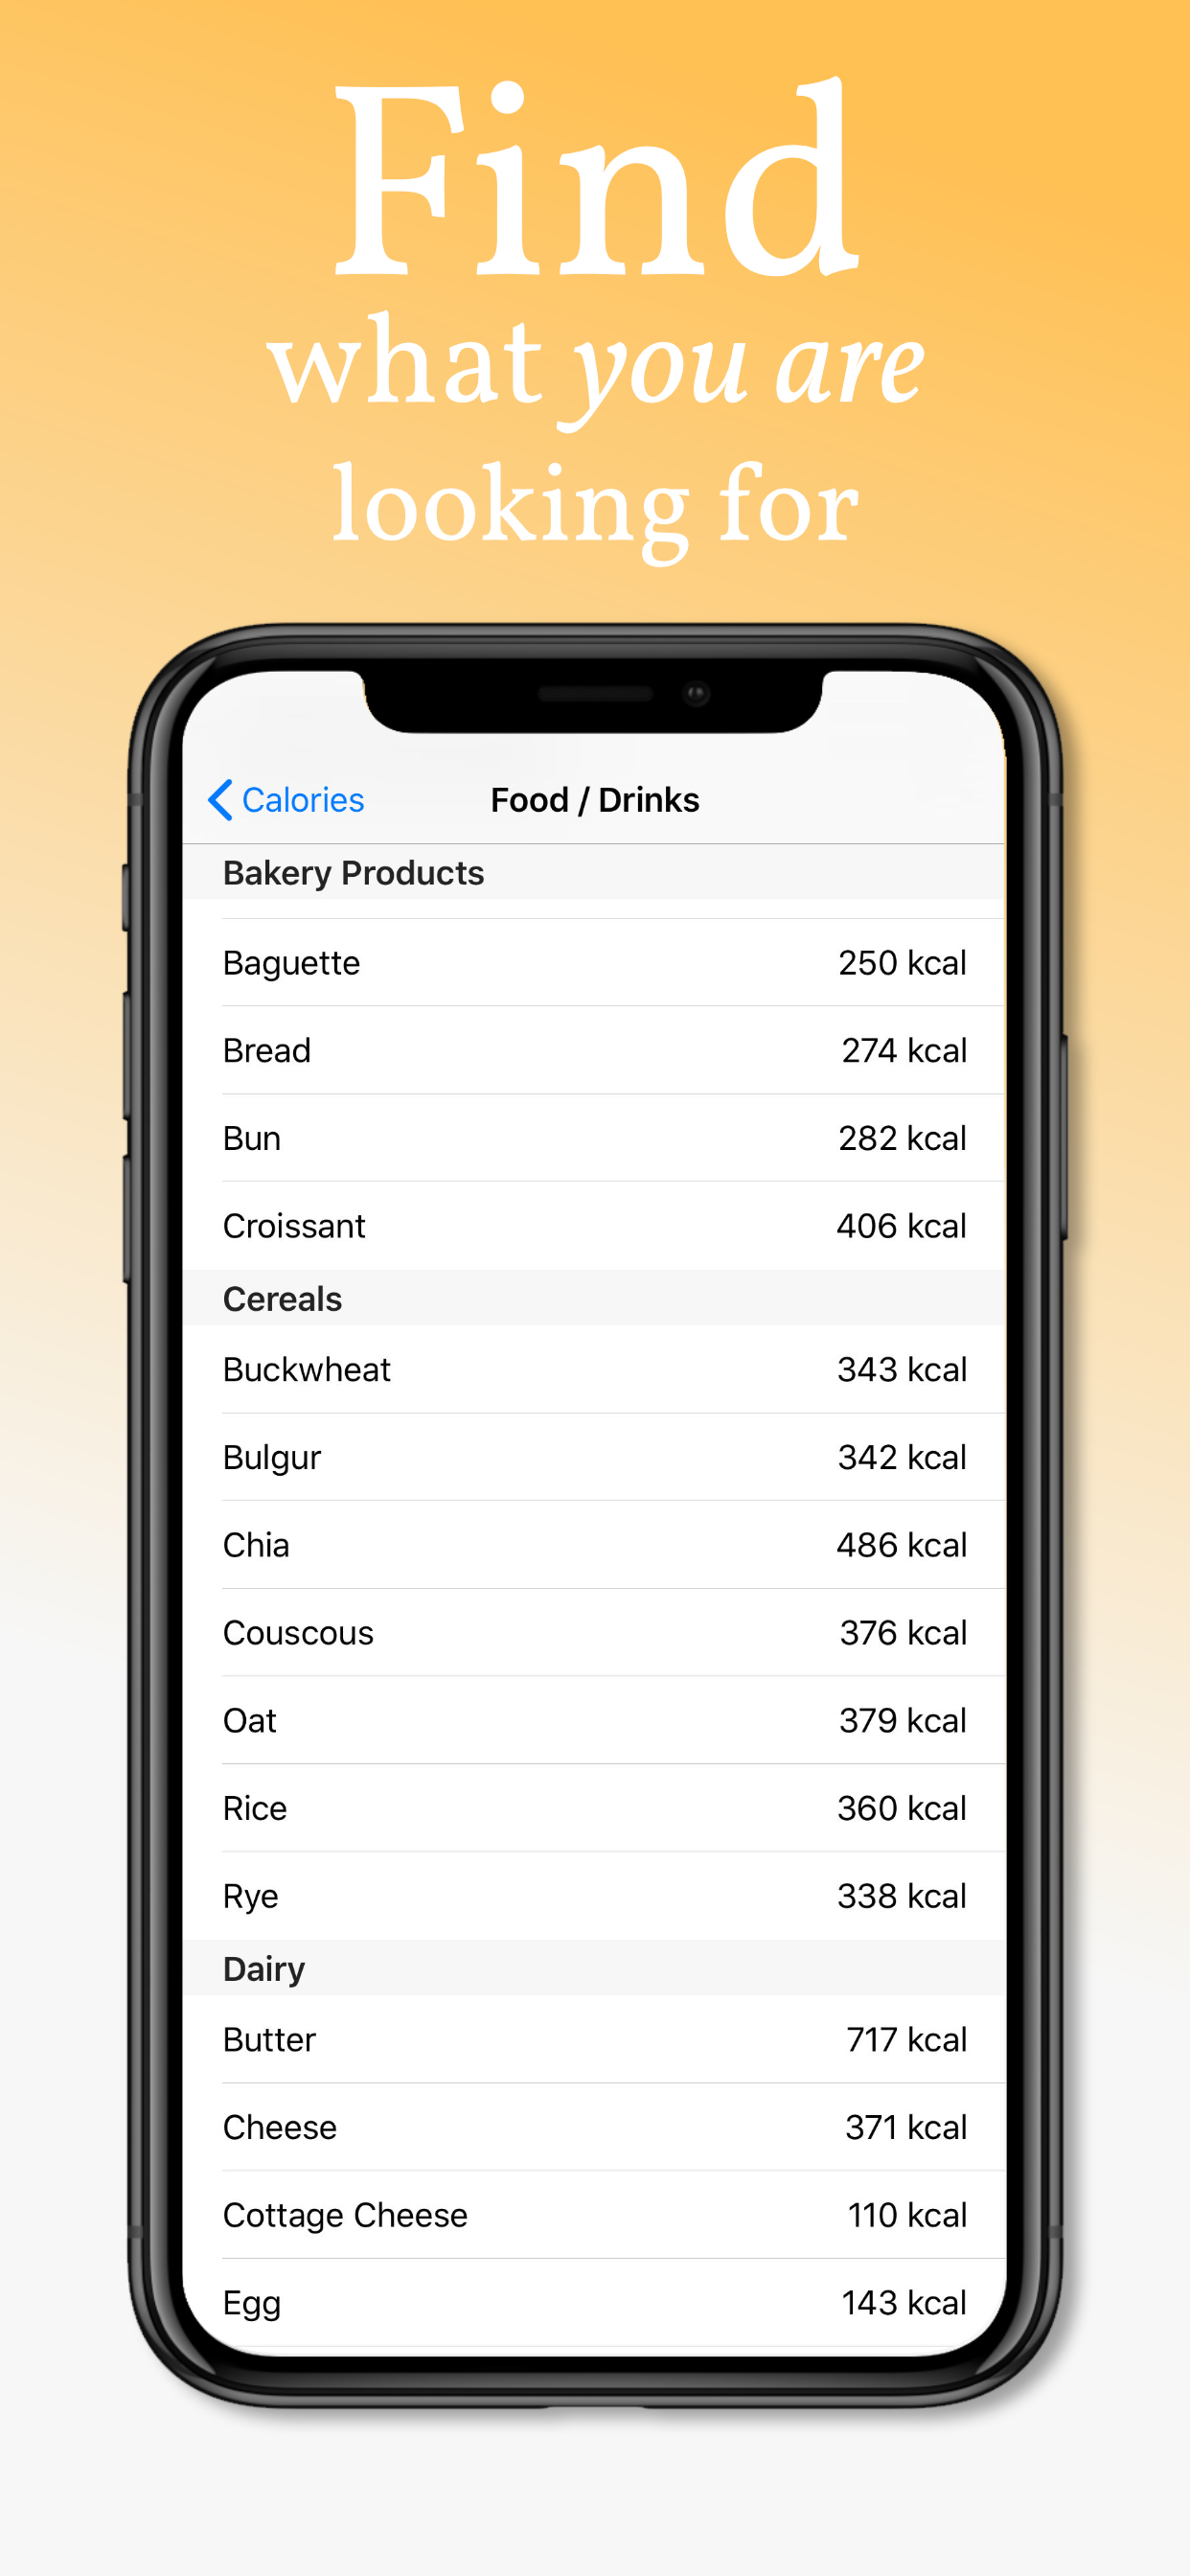 Find
what you are
looking for
Calories
Food / Drinks
Bakery Products
Baguette 250 kcal
Bread 274 kcal
Bun 282 kcal
Croissant 406 kcal
Cereals
Buckwheat 343 kcal
Bulgur 342 kcal
Chia 486 kcal
Couscous 376 kcal
Oat 379 kcal
Rice 360 kcal
Rye 338 kcal
Dairy
Butter 717 kcal
Cheese 371 kcal
Cottage Cheese 110 kcal
Egg 143 kcal